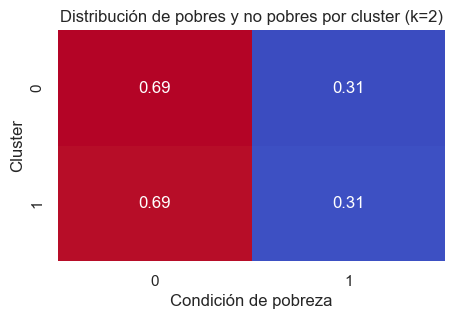 Distribución de pobres y no pobres por cluster (k=2)
0 0.69 0.31
Cluster
1 0.69 0.31
0 1
Condición de pobreza